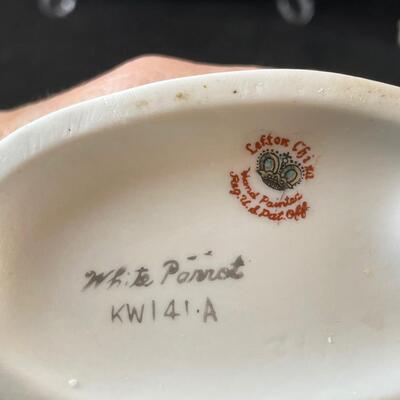 Lefton China
Hand Painted
Reg. U.S. Pat. Off.
White Parrot
KW141.A